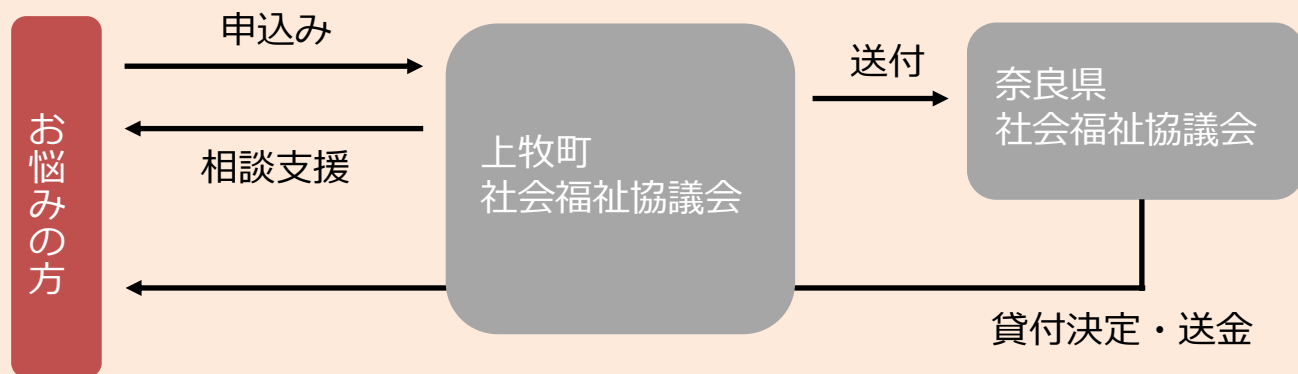 お悩みの方
申込み
相談支援
上牧町
社会福祉協議会
送付
奈良県
社会福祉協議会
貸付決定・送金